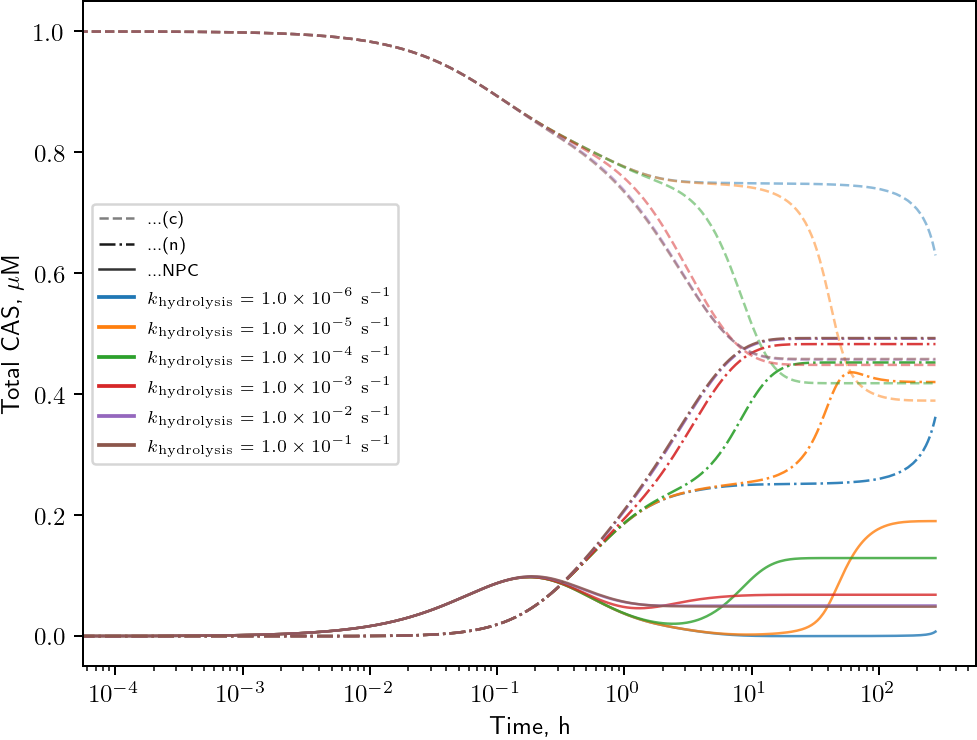 1.0
0.8
0.6
0.4
0.2
0.0
Total CAS, μM
...(c)
...(n)
...NPC
k_hydrolysis = 1.0 × 10⁻⁶ s⁻¹
k_hydrolysis = 1.0 × 10⁻⁵ s⁻¹
k_hydrolysis = 1.0 × 10⁻⁴ s⁻¹
k_hydrolysis = 1.0 × 10⁻³ s⁻¹
k_hydrolysis = 1.0 × 10⁻² s⁻¹
k_hydrolysis = 1.0 × 10⁻¹ s⁻¹
10⁻⁴ 10⁻³ 10⁻² 10⁻¹ 10⁰ 10¹ 10²
Time, h